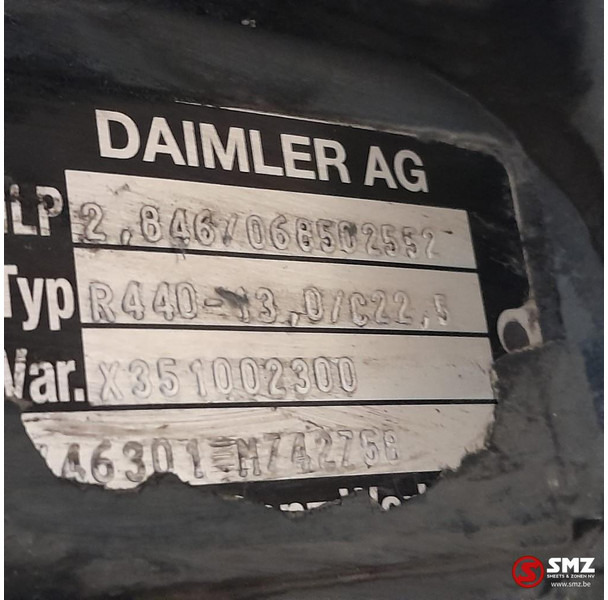 DAIMLER AG
LP 2,846/068502552
Typ R440-13,0/C22,5
Var. X351002300
46301 M742758
SMZ
SMEETS & ZONEN NV
www.smz.be